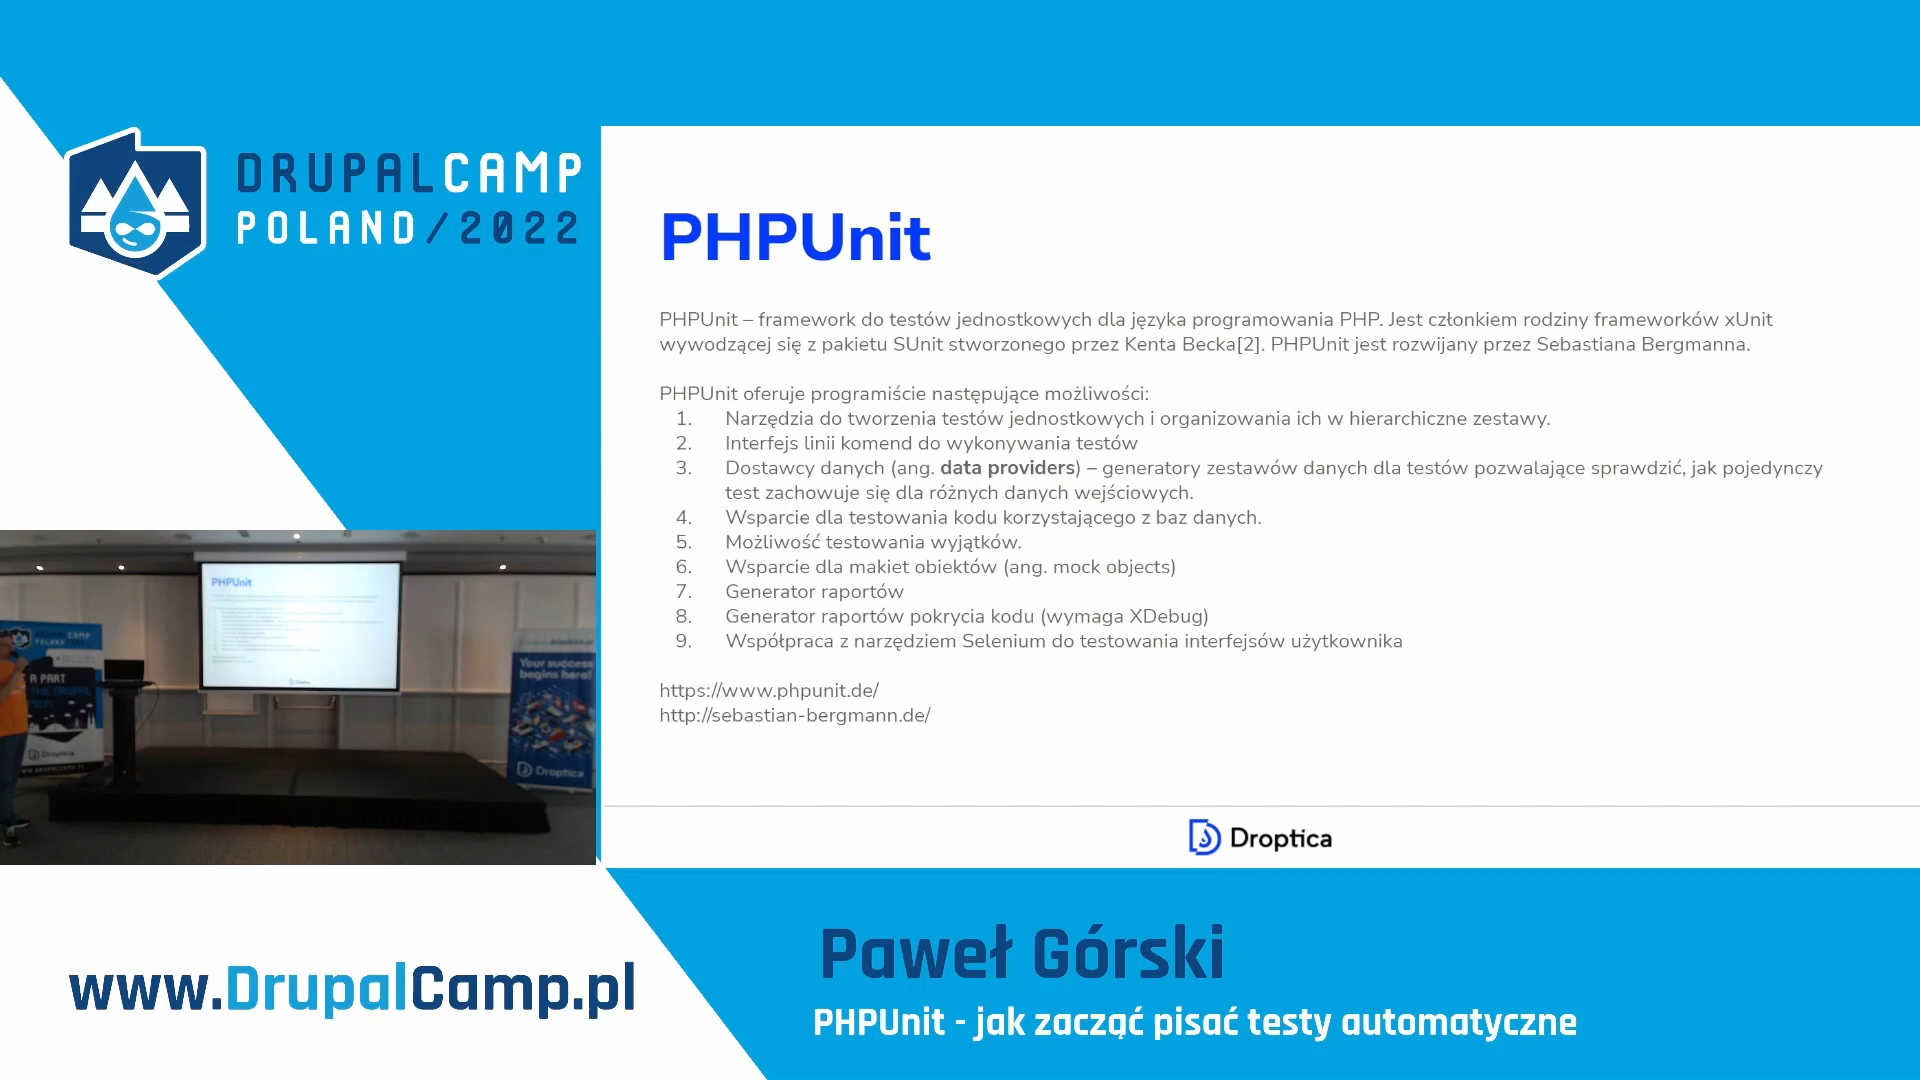 DRUPALCAMP
POLAND/2022
PHPUnit
PHPUnit – framework do testów jednostkowych dla języka programowania PHP. Jest członkiem rodziny frameworków xUnit
wywodzącej się z pakietu SUnit stworzonego przez Kenta Becka[2]. PHPUnit jest rozwijany przez Sebastiana Bergmanna.
PHPUnit oferuje programiście następujące możliwości:
1. Narzędzia do tworzenia testów jednostkowych i organizowania ich w hierarchiczne zestawy.
2. Interfejs linii komend do wykonywania testów
3. Dostawcy danych (ang. data providers) – generatory zestawów danych dla testów pozwalające sprawdzić, jak pojedynczy
test zachowuje się dla różnych danych wejściowych.
4. Wsparcie dla testowania kodu korzystającego z baz danych.
5. Możliwość testowania wyjątków.
6. Wsparcie dla makiet obiektów (ang. mock objects)
7. Generator raportów
8. Generator raportów pokrycia kodu (wymaga XDebug)
9. Współpraca z narzędziem Selenium do testowania interfejsów użytkownika
https://www.phpunit.de/
http://sebastian-bergmann.de/
Droptica
PHPUnit
DRUPALCAMP
POLAND
A PART
THE DRUPAL
Droptica
Your success
begins here!
Droptica
www.DrupalCamp.pl
Paweł Górski
PHPUnit - jak zacząć pisać testy automatyczne